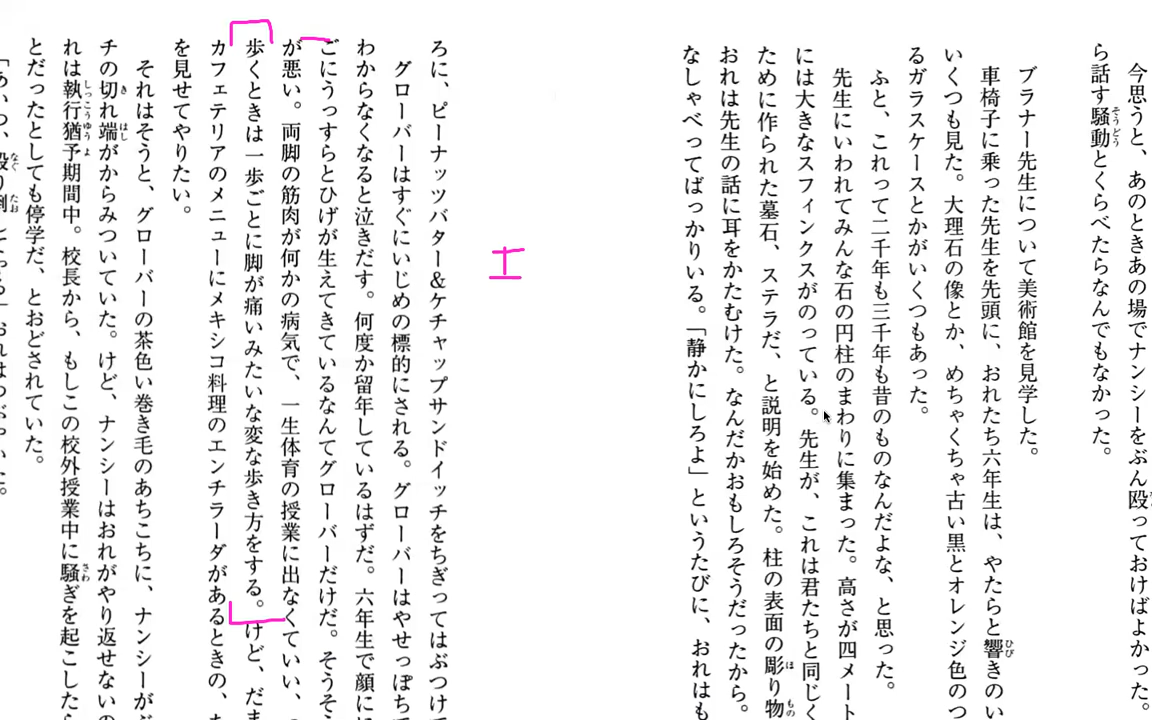 今思うと、あのときあの場でナンシーをぶん殴っておけばよかった。
ら話す騒動とくらべたらなんでもなかった。
ブラナー先生について美術館を見学した。
車椅子に乗った先生を先頭に、おれたち六年生は、やたらと響きのい
いくつも見た。大理石の像とか、めちゃくちゃ古い黒とオレンジ色のつ
るガラスケースとかがいくつもあった。
ふと、これって二千年も三千年も昔のものなんだよな、と思った。
先生にいわれてみんな石の円柱のまわりに集まった。高さが四メート
には大きなスフィンクスがのっている。先生が、これは君たちと同じく
ために作られた墓石、ステラだ、と説明を始めた。柱の表面の彫り物
おれは先生の話に耳をかたむけた。なんだかおもしろそうだったから。
なしゃべってばっかりいる。「静かにしろよ」というたびに、おれはも
ろに、ピーナッツバター&ケチャップサンドイッチをちぎってはぶつけ
グローバーはすぐにいじめの標的にされる。グローバーはやせっぽち
わからなくなると泣きだす。何度か留年しているはずだ。六年生で顔に
ごにうっすらとひげが生えてきているなんてグローバーだけだ。そうそ
が悪い。両脚の筋肉が何かの病気で、一生体育の授業に出なくていい、
歩くときは一歩ごとに脚が痛いみたいな変な歩き方をする。けど、だま
カフェテリアのメニューにメキシコ料理のエンチラーダがあるときの、
を見せてやりたい。
それはそうと、グローバーの茶色い巻き毛のあちこちに、ナンシーが
チの切れ端がからみついていた。けど、ナンシーはおれがやり返せないの
れは執行猶予期間中。校長から、もしこの校外授業中に騒ぎを起こした
とだったとしても停学だ、とおどされていた。